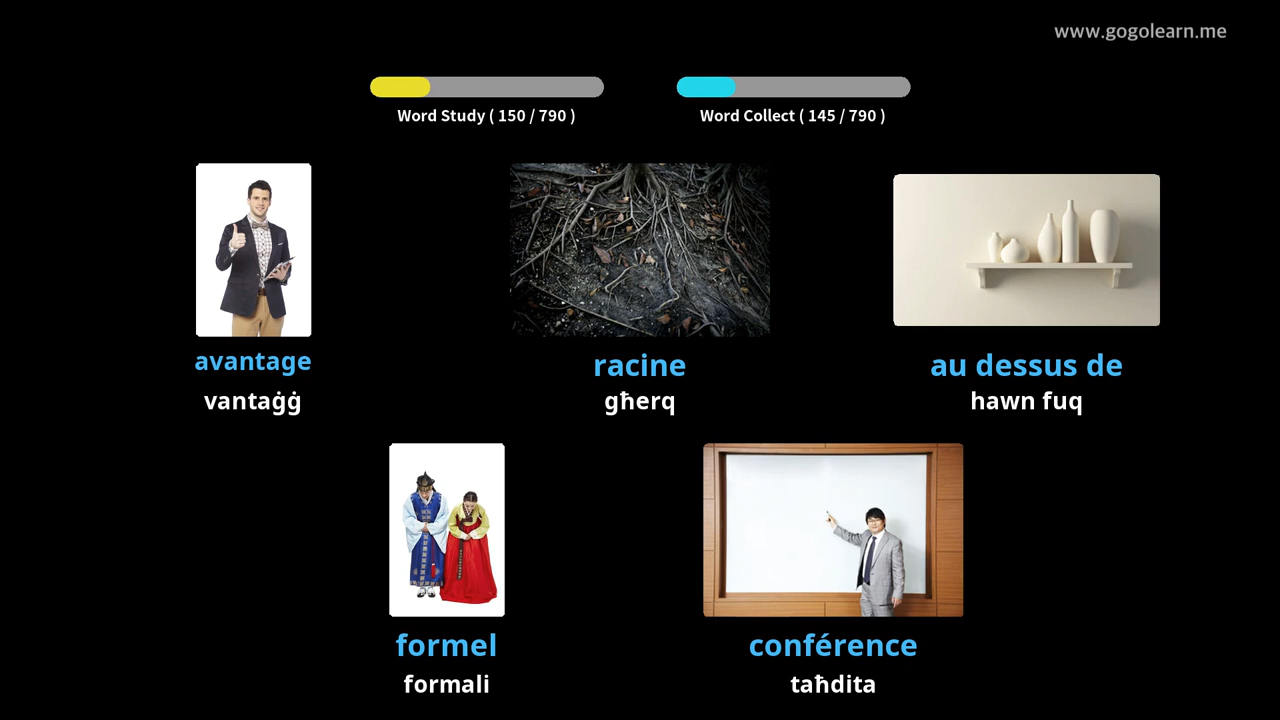 www.gogolearn.me
Word Study ( 150 / 790 )
Word Collect ( 145 / 790 )
avantage
vantaġġ
racine
għerq
au dessus de
hawn fuq
formel
formali
conférence
taħdita